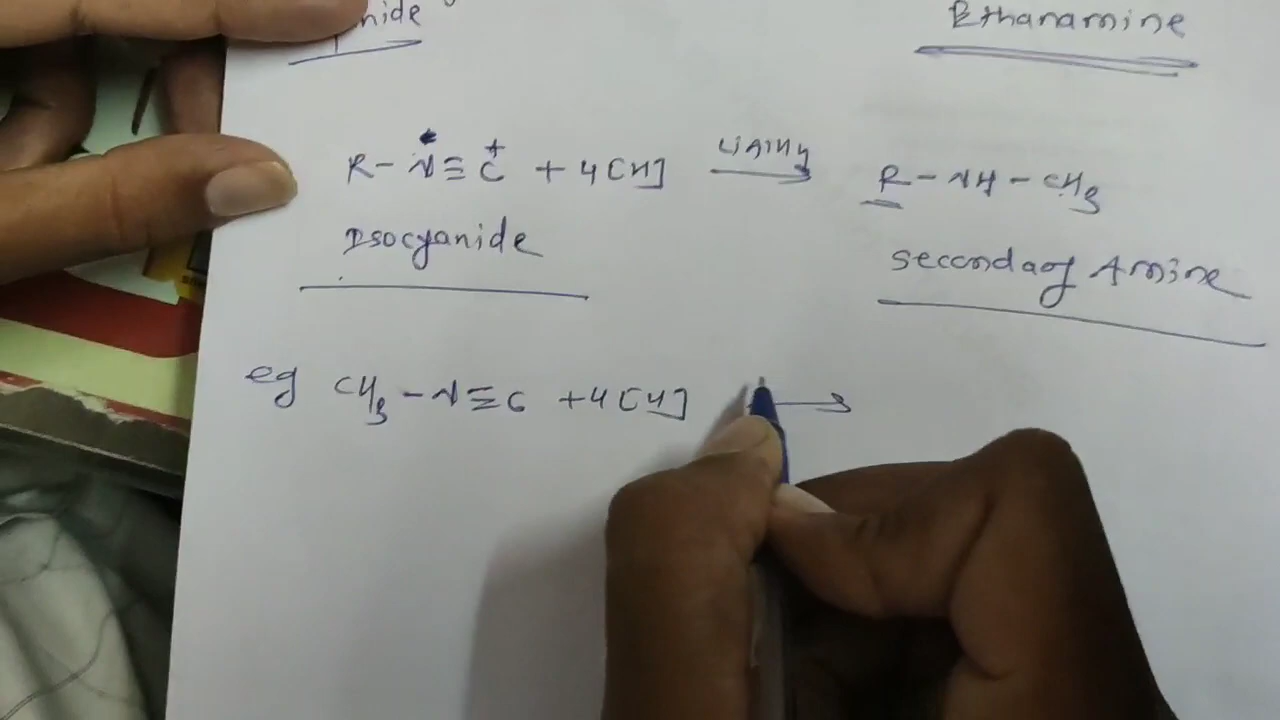 nide Ethanamine
R-N≡C⁺ + 4[H] LiAlH4 → R-NH-CH3
Isocyanide Secondary Amine
eg CH3-N≡C +4[H] →